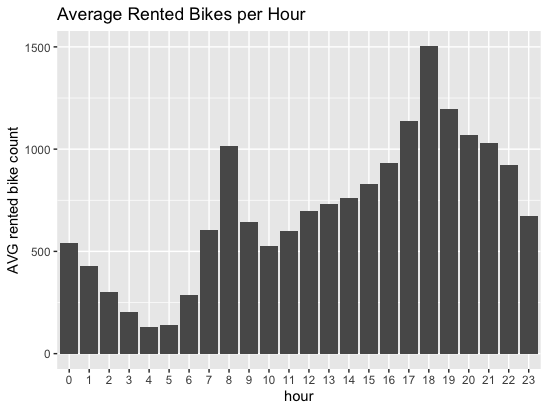 Average Rented Bikes per Hour
AVG rented bike count
1500
1000
500
0
0 1 2 3 4 5 6 7 8 9 10 11 12 13 14 15 16 17 18 19 20 21 22 23
hour